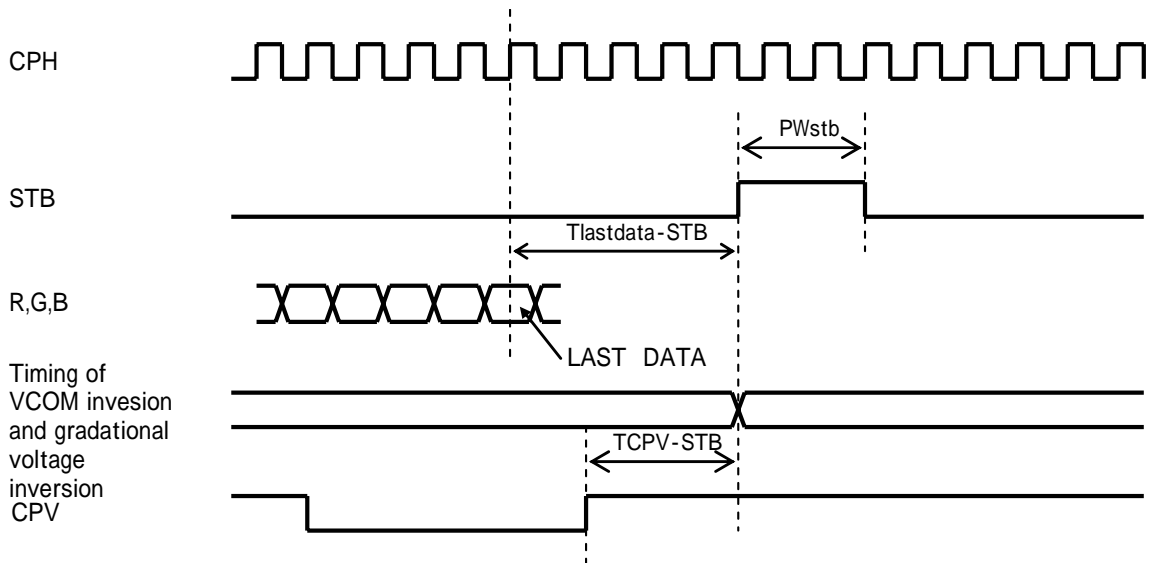 CPH
PWstb
STB
Tlastdata-STB
R,G,B
LAST DATA
Timing of
VCOM invesion
and gradational
voltage
inversion
TCPV-STB
CPV